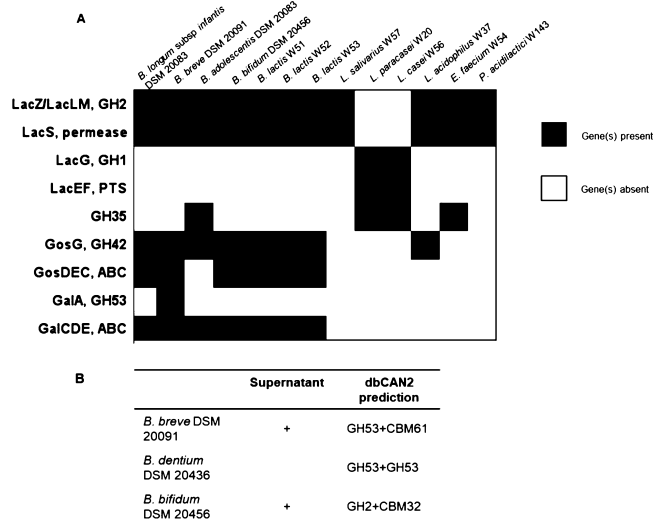 A
B. longum subsp infantis
DSM 20083
B. breve DSM 20091
B. adolescentis DSM 20083
B. bifidum DSM 20456
B. lactis W51
B. lactis W52
B. lactis W53
L. salivarius W57
L. paracasei W20
L. casei W56
L. acidophilus W37
E. faecium W54
P. acidilactici W143
LacZ/LacLM, GH2
LacS, permease
LacG, GH1
LacEF, PTS
GH35
GosG, GH42
GosDEC, ABC
GalA, GH53
GalCDE, ABC
Gene(s) present
Gene(s) absent
B
Supernatant dbCAN2
prediction
B. breve DSM
20091 + GH53+CBM61
B. dentium
DSM 20436 GH53+GH53
B. bifidum
DSM 20456 + GH2+CBM32